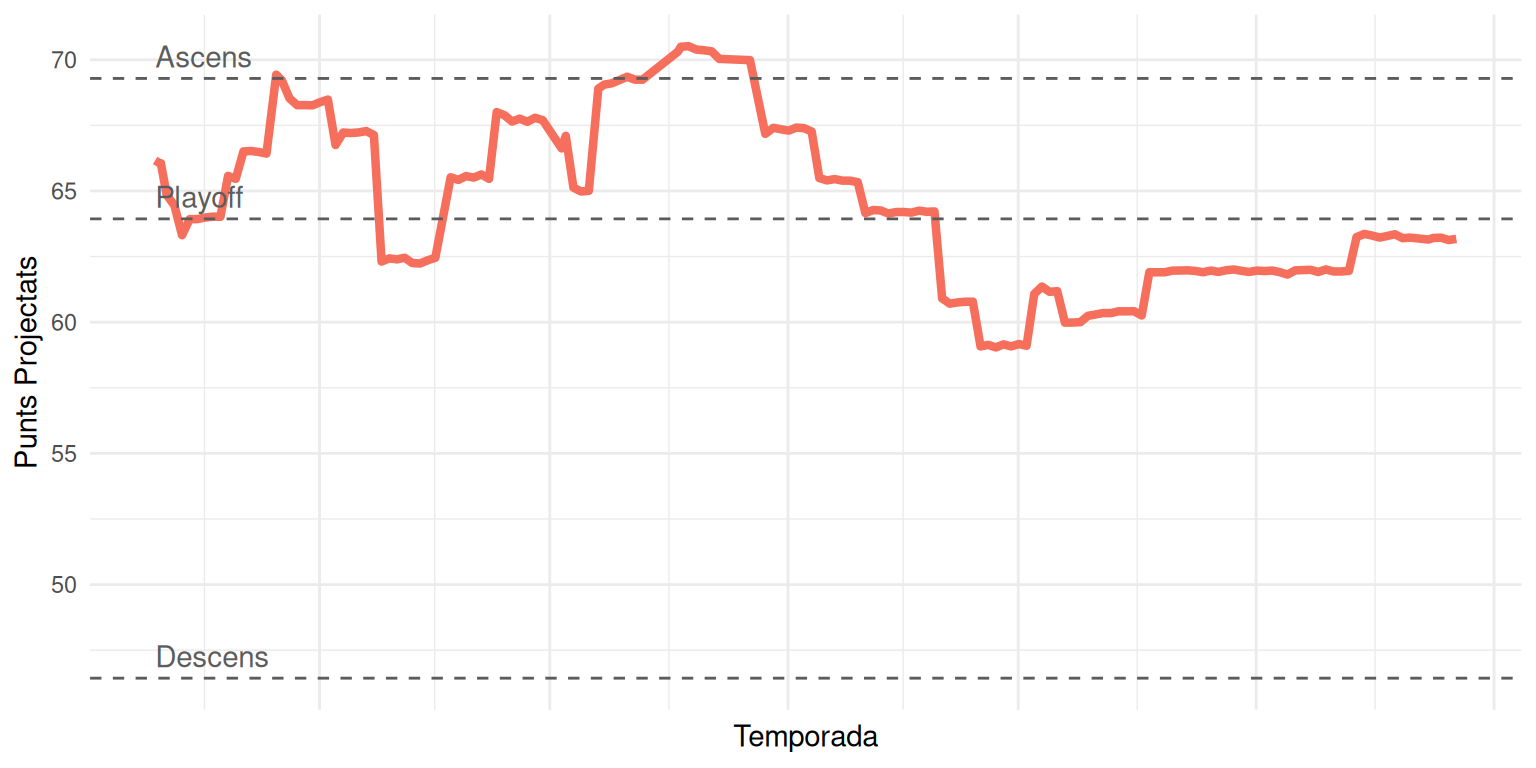 70
Ascens
65
Playoff
60
55
50
Descens
Punts Projectats
Temporada